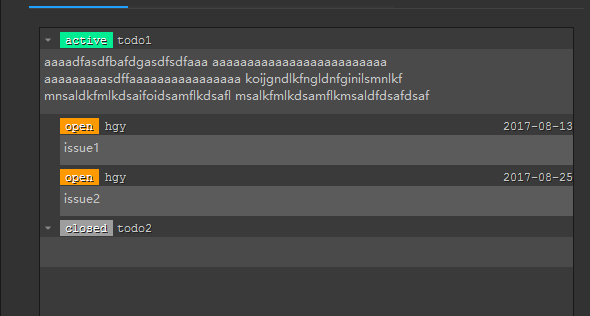 active todo1
aaaadfasdfbafdgasdfsdfaaa aaaaaaaaaaaaaaaaaaaaaaaaa
aaaaaaaaasdffaaaaaaaaaaaaaaaa koijgndlkfngldnfginilsmnlkf
mnsaldkfmlkdsaifoidsamflkdsafl msalkfmlkdsamflkmsaldfdsafdsaf
open hgy 2017-08-13
issue1
open hgy 2017-08-25
issue2
closed todo2